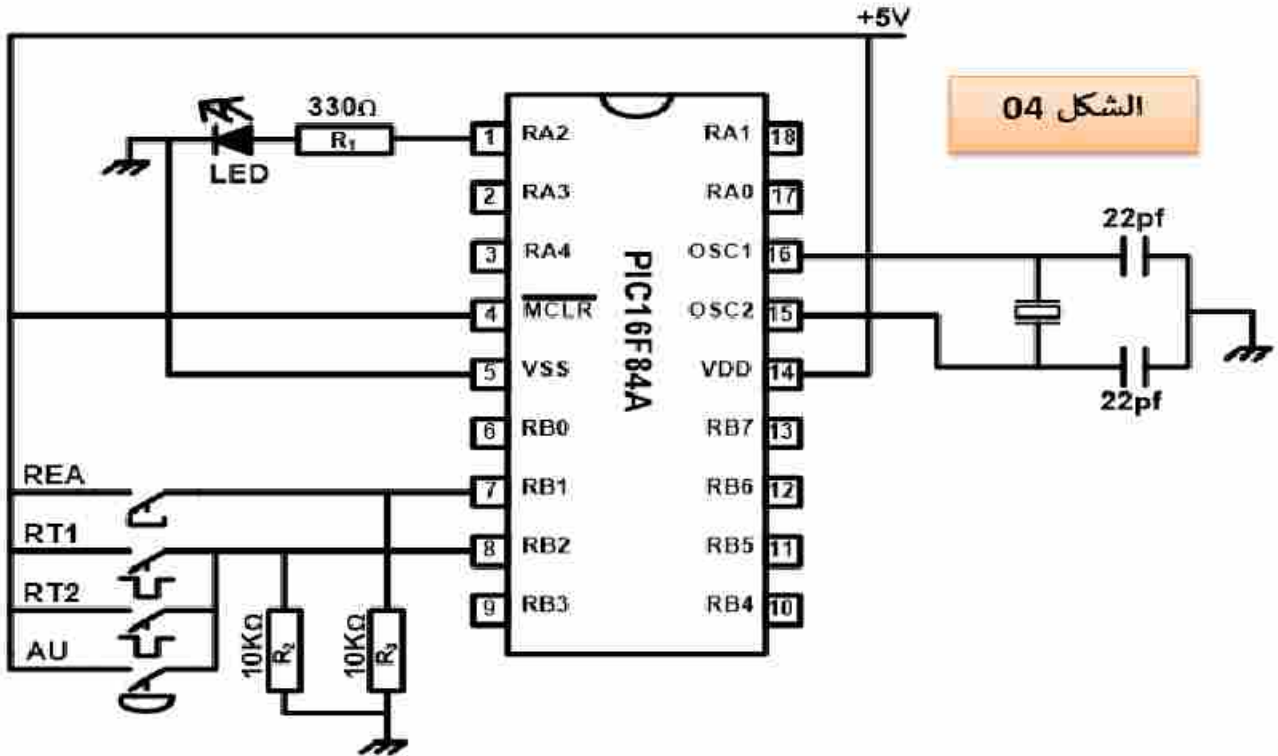 +5V
الشكل 04
330Ω
R1
LED
1 RA2
2 RA3
3 RA4
4 MCLR
5 VSS
6 RB0
7 RB1
8 RB2
9 RB3
PIC16F84A
RA1 18
RA0 17
OSC1 16
OSC2 15
VDD 14
RB7 13
RB6 12
RB5 11
RB4 10
22pf
22pf
REA
RT1
RT2
AU
10KΩ
R2
10KΩ